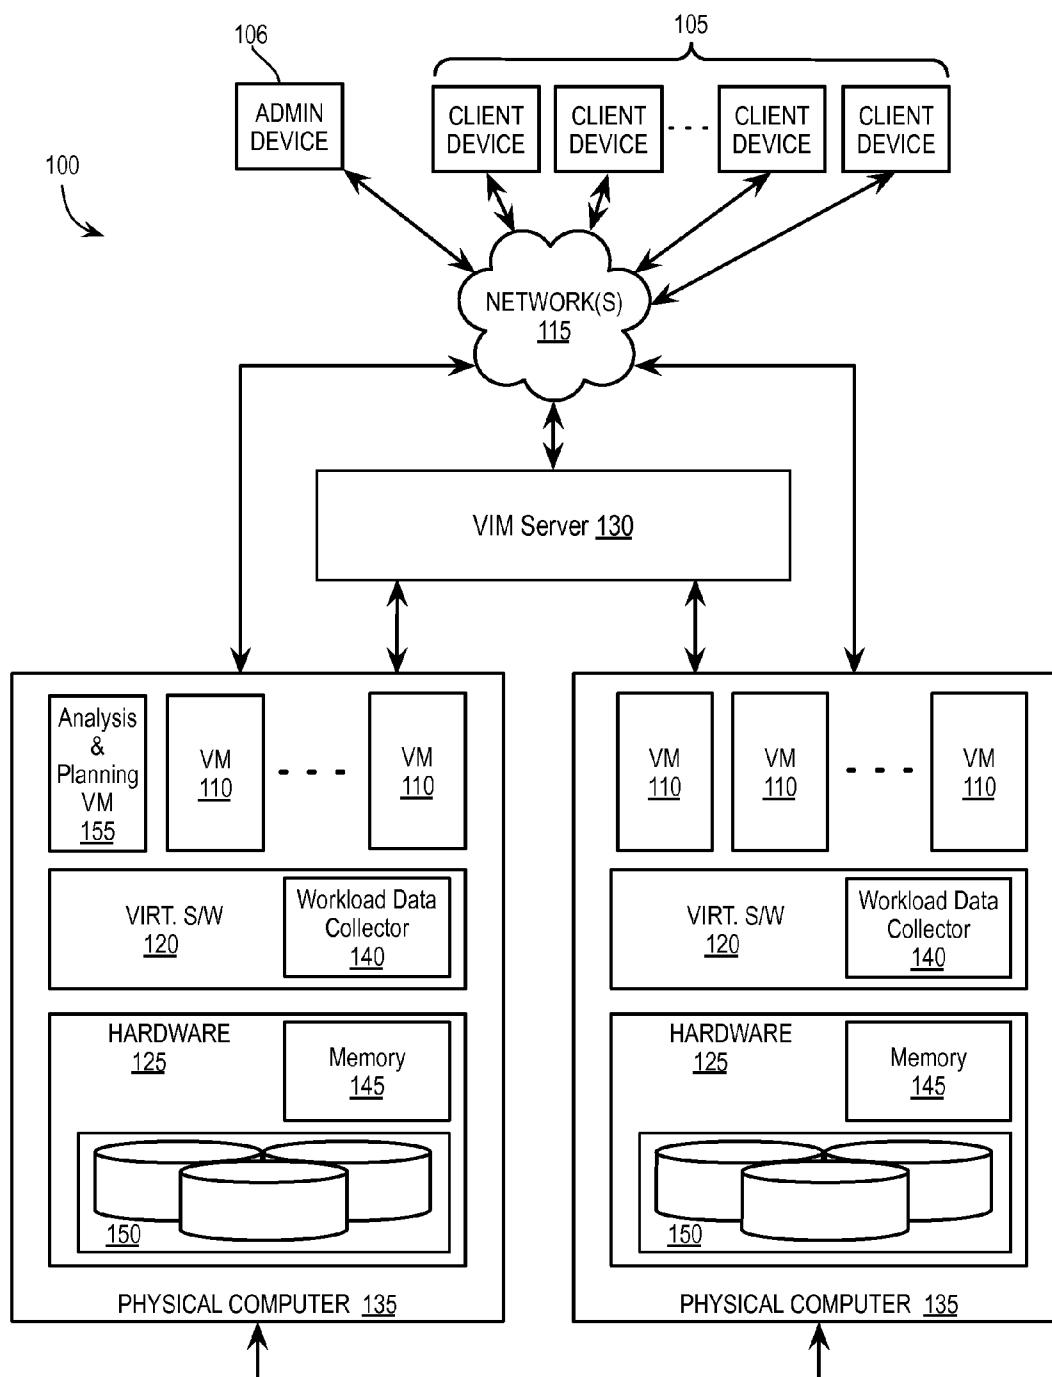 106
105
ADMIN
DEVICE
CLIENT
DEVICE
CLIENT
DEVICE
CLIENT
DEVICE
CLIENT
DEVICE
100
NETWORK(S)
115
VIM Server 130
Analysis
&
Planning
VM
155
VM
110
VM
110
VIRT. S/W
120
Workload Data
Collector
140
HARDWARE
125
Memory
145
150
PHYSICAL COMPUTER 135
VM
110
VM
110
VM
110
VIRT. S/W
120
Workload Data
Collector
140
HARDWARE
125
Memory
145
150
PHYSICAL COMPUTER 135